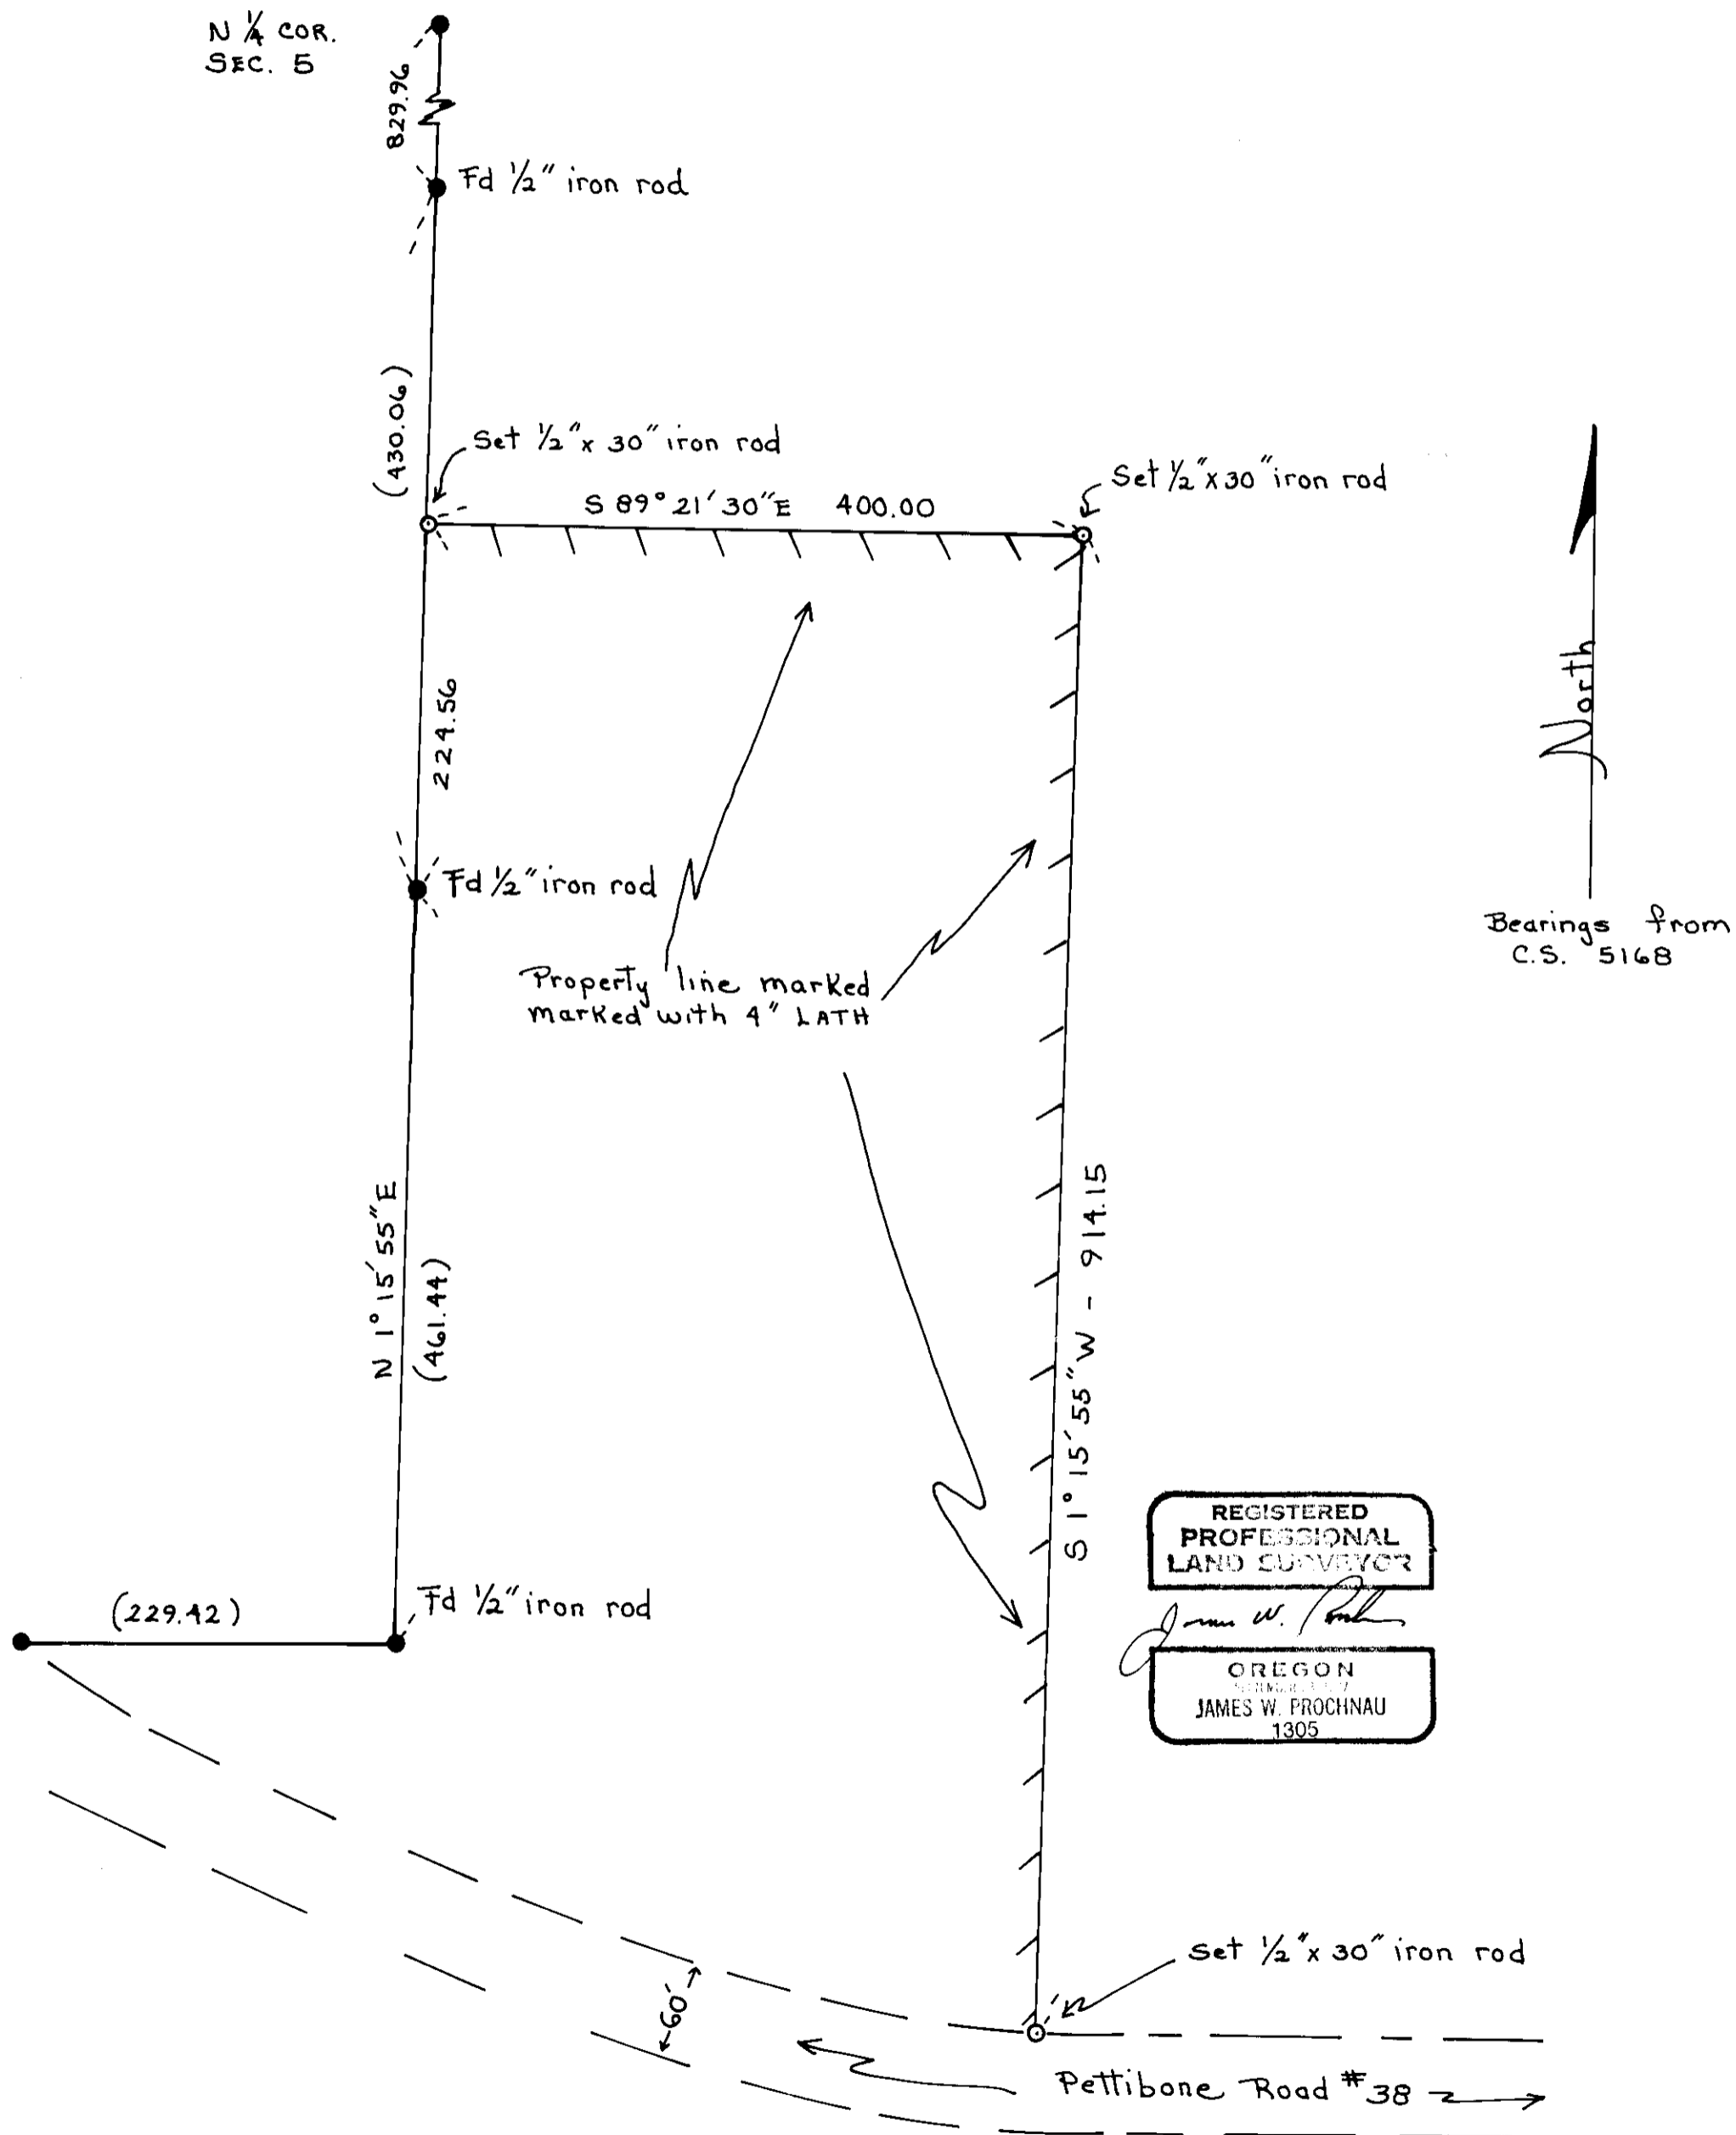 N 1/4 COR.
SEC. 5
829.96
Fd 1/2" iron rod
(430.06)
Set 1/2" x 30" iron rod
S 89° 21' 30" E 400.00
Set 1/2" x 30" iron rod
224.56
North
Fd 1/2" iron rod
Bearings from
C.S. 5168
Property line marked
marked with 4" LATH
N 1° 15' 55" E
(461.44)
S 1° 15' 55" W - 914.15
REGISTERED
PROFESSIONAL
LAND SURVEYOR
James W.
OREGON
JAMES W. PROCHNAU
1305
(229.42)
Fd 1/2" iron rod
Set 1/2" x 30" iron rod
60'
Pettibone Road #38